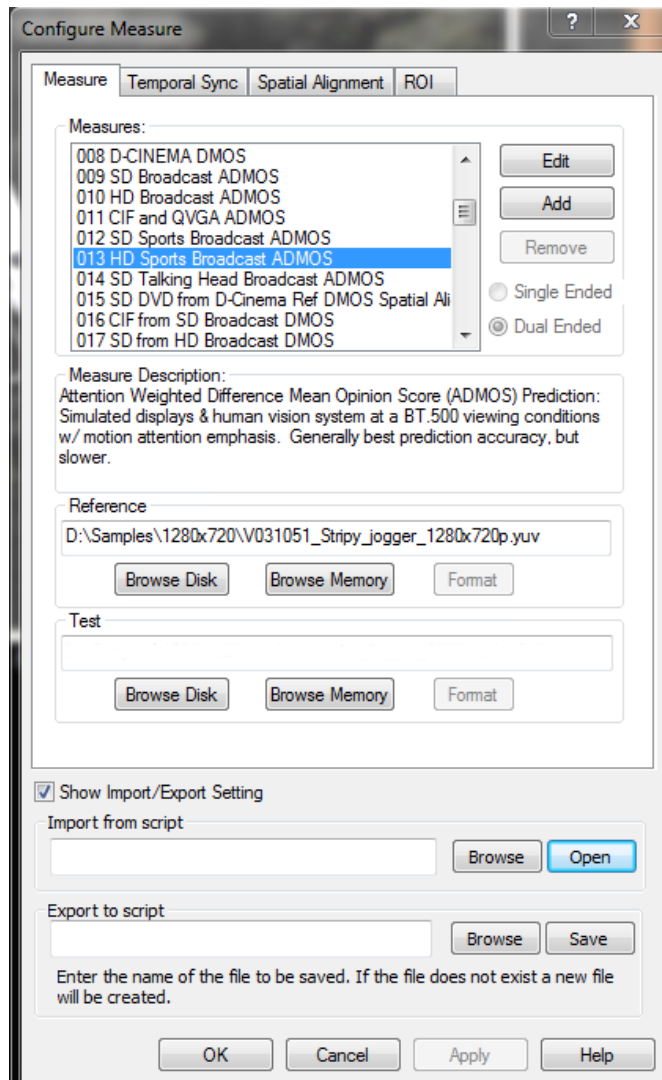 Configure Measure
Measure Temporal Sync Spatial Alignment ROI
Measures:
008 D-CINEMA DMOS
009 SD Broadcast ADMOS
010 HD Broadcast ADMOS
011 CIF and QVGA ADMOS
012 SD Sports Broadcast ADMOS
013 HD Sports Broadcast ADMOS
014 SD Talking Head Broadcast ADMOS
015 SD DVD from D-Cinema Ref DMOS Spatial Ali
016 CIF from SD Broadcast DMOS
017 SD from HD Broadcast DMOS
Edit
Add
Remove
Single Ended
Dual Ended
Measure Description:
Attention Weighted Difference Mean Opinion Score (ADMOS) Prediction:
Simulated displays & human vision system at a BT.500 viewing conditions
w/ motion attention emphasis. Generally best prediction accuracy, but
slower.
Reference
D:\Samples\1280x720\V031051_Stripy_jogger_1280x720p.yuv
Browse Disk Browse Memory Format
Test
Browse Disk Browse Memory Format
Show Import/Export Setting
Import from script
Browse Open
Export to script
Browse Save
Enter the name of the file to be saved. If the file does not exist a new file
will be created.
OK Cancel Apply Help